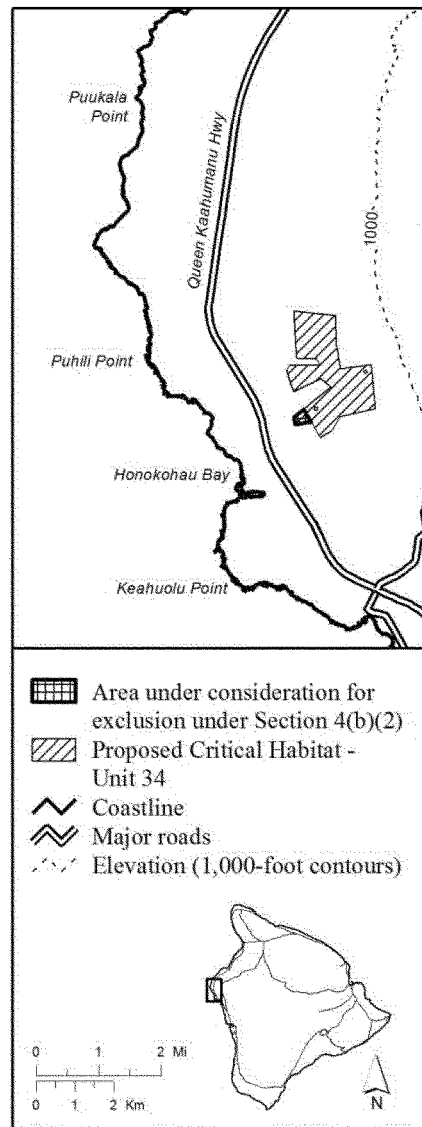 Puukala
Point
Queen Kaahumanu Hwy
1000
Puhili Point
Honokohau Bay
Keahuolu Point
Area under consideration for
exclusion under Section 4(b)(2)
Proposed Critical Habitat -
Unit 34
Coastline
Major roads
Elevation (1,000-foot contours)
0 1 2 Mi
0 1 2 Km
N